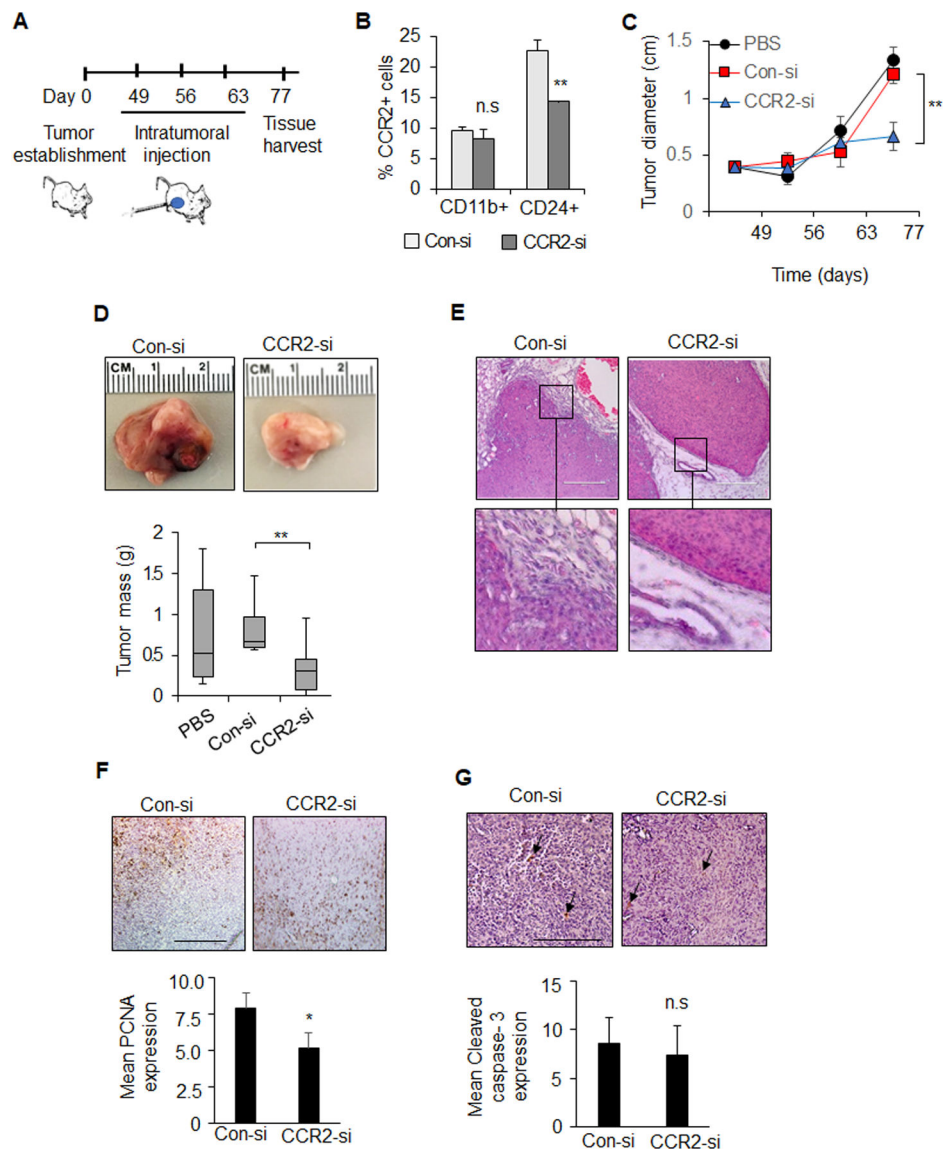 A
Day 0 49 56 63 77
Tumor establishment
Intratumoral injection
Tissue harvest
B
% CCR2+ cells
25
20
15
10
5
0
n.s
**
CD11b+ CD24+
Con-si CCR2-si
C
Tumor diameter (cm)
1.5
1
0.5
0
PBS
Con-si
CCR2-si
**
49 56 63 77
Time (days)
D
Con-si CCR2-si
CM 1 2
CM 1 2
Tumor mass (g)
2
1.5
1
0.5
0
**
PBS Con-si CCR2-si
E
Con-si CCR2-si
F
Con-si CCR2-si
Mean PCNA
expression
10.0
7.5
5.0
2.5
0
*
Con-si CCR2-si
G
Con-si CCR2-si
Mean Cleaved
caspase- 3
expression
15
10
5
0
n.s
Con-si CCR2-si